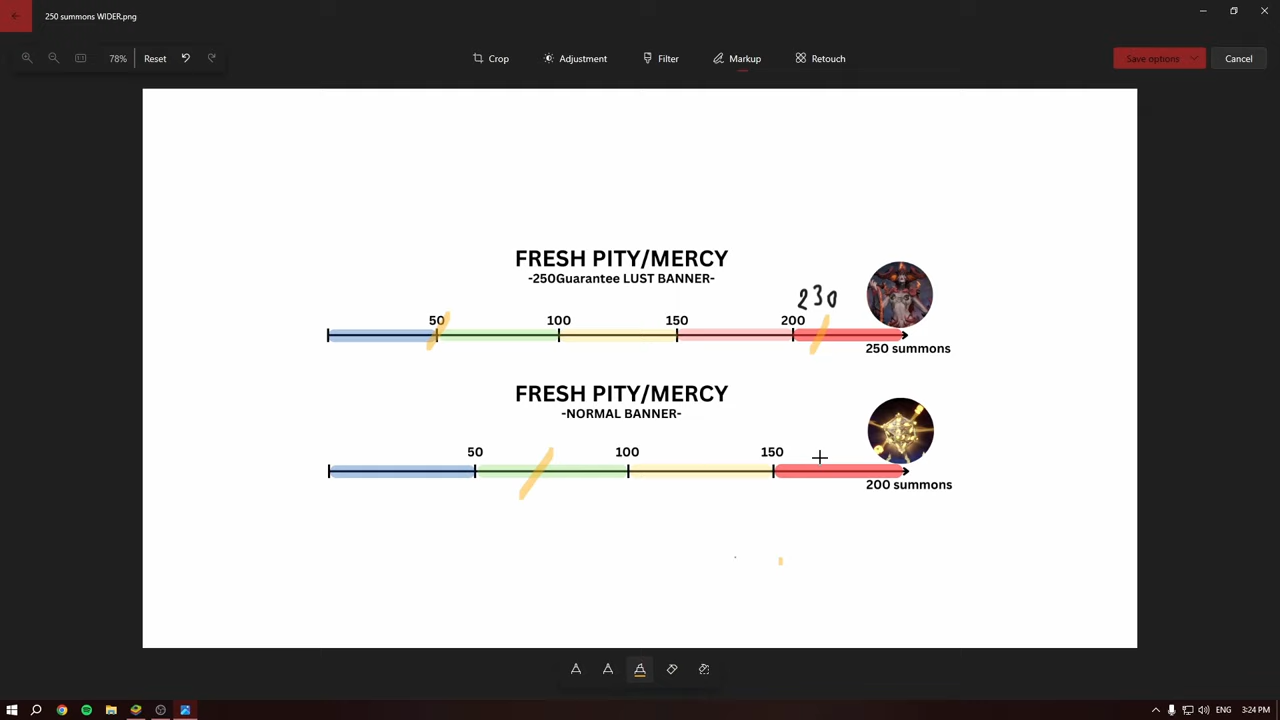 250 summons WIDER.png
78%
Reset
Crop
Adjustment
Filter
Markup
Retouch
Save options
Cancel
FRESH PITY/MERCY
-250Guarantee LUST BANNER-
230
50
100
150
200
250 summons
FRESH PITY/MERCY
-NORMAL BANNER-
50
100
150
200 summons
ENG
3:24 PM